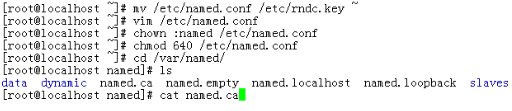 [root@localhost ~]# mv /etc/named.conf /etc/rndc.key ~
[root@localhost ~]# vim /etc/named.conf
[root@localhost ~]# chown :named /etc/named.conf
[root@localhost ~]# chmod 640 /etc/named.conf
[root@localhost ~]# cd /var/named/
[root@localhost named]# ls
data dynamic named.ca named.empty named.localhost named.loopback slaves
[root@localhost named]# cat named.ca